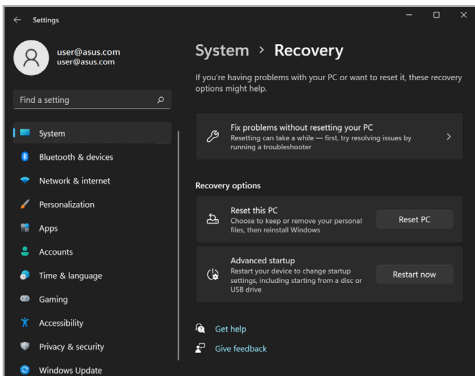 Settings
user@asus.com
user@asus.com
Find a setting
System
Bluetooth & devices
Network & internet
Personalization
Apps
Accounts
Time & language
Gaming
Accessibility
Privacy & security
Windows Update
System > Recovery
If you're having problems with your PC or want to reset it, these recovery
options might help.
Fix problems without resetting your PC
Resetting can take a while — first, try resolving issues by
running a troubleshooter
Recovery options
Reset this PC
Choose to keep or remove your personal
files, then reinstall Windows
Reset PC
Advanced startup
Restart your device to change startup
settings, including starting from a disc or
USB drive
Restart now
Get help
Give feedback